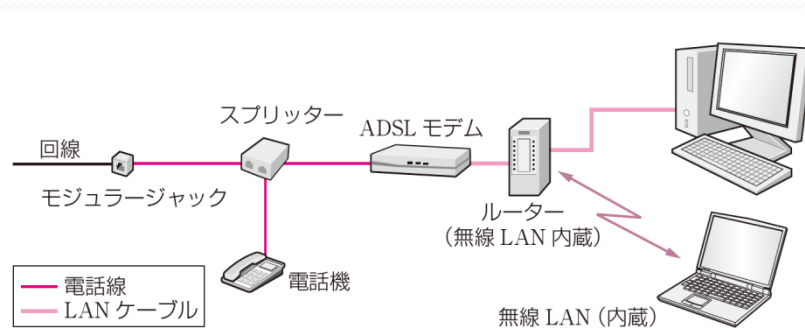 スプリッター
ADSL モデム
回線
モジュラージャック
ルーター
(無線 LAN 内蔵)
電話機
電話線
LAN ケーブル
無線 LAN (内蔵)